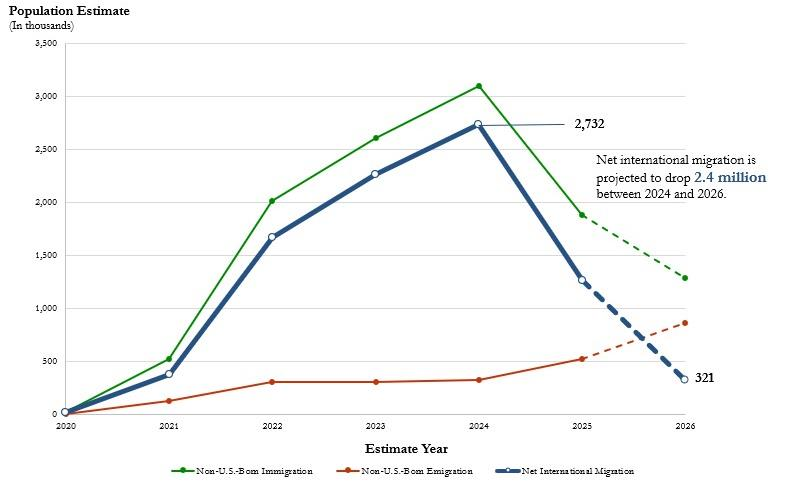 Population Estimate
(In thousands)
3,500
3,000
2,732
2,500
Net international migration is
projected to drop 2.4 million
between 2024 and 2026.
2,000
1,500
1,000
500
321
0
2020 2021 2022 2023 2024 2025 2026
Estimate Year
Non-U.S.-Born Immigration Non-U.S.-Born Emigration Net International Migration